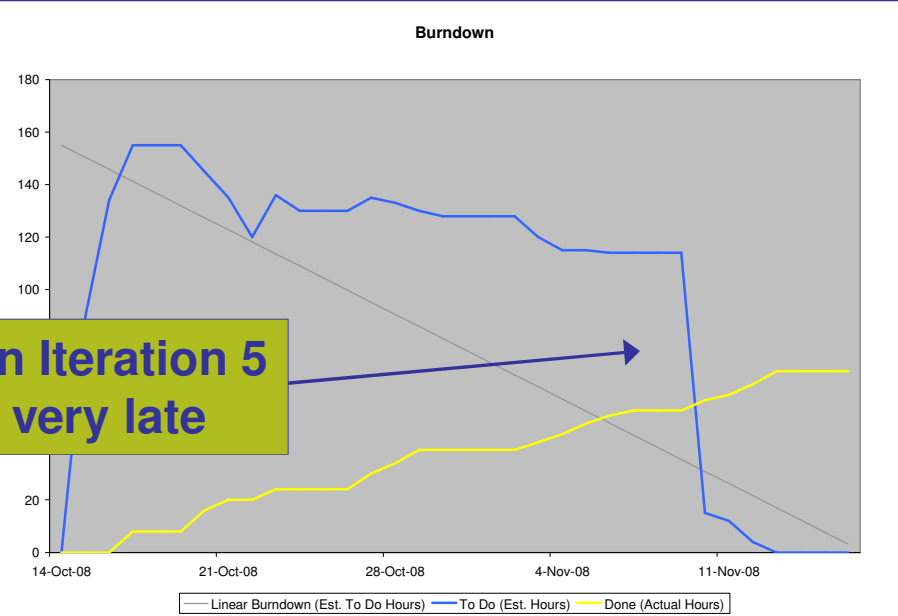 Burndown
180
160
140
120
100
20
0
14-Oct-08 21-Oct-08 28-Oct-08 4-Nov-08 11-Nov-08
n Iteration 5
very late
Linear Burndown (Est. To Do Hours) To Do (Est. Hours) Done (Actual Hours)